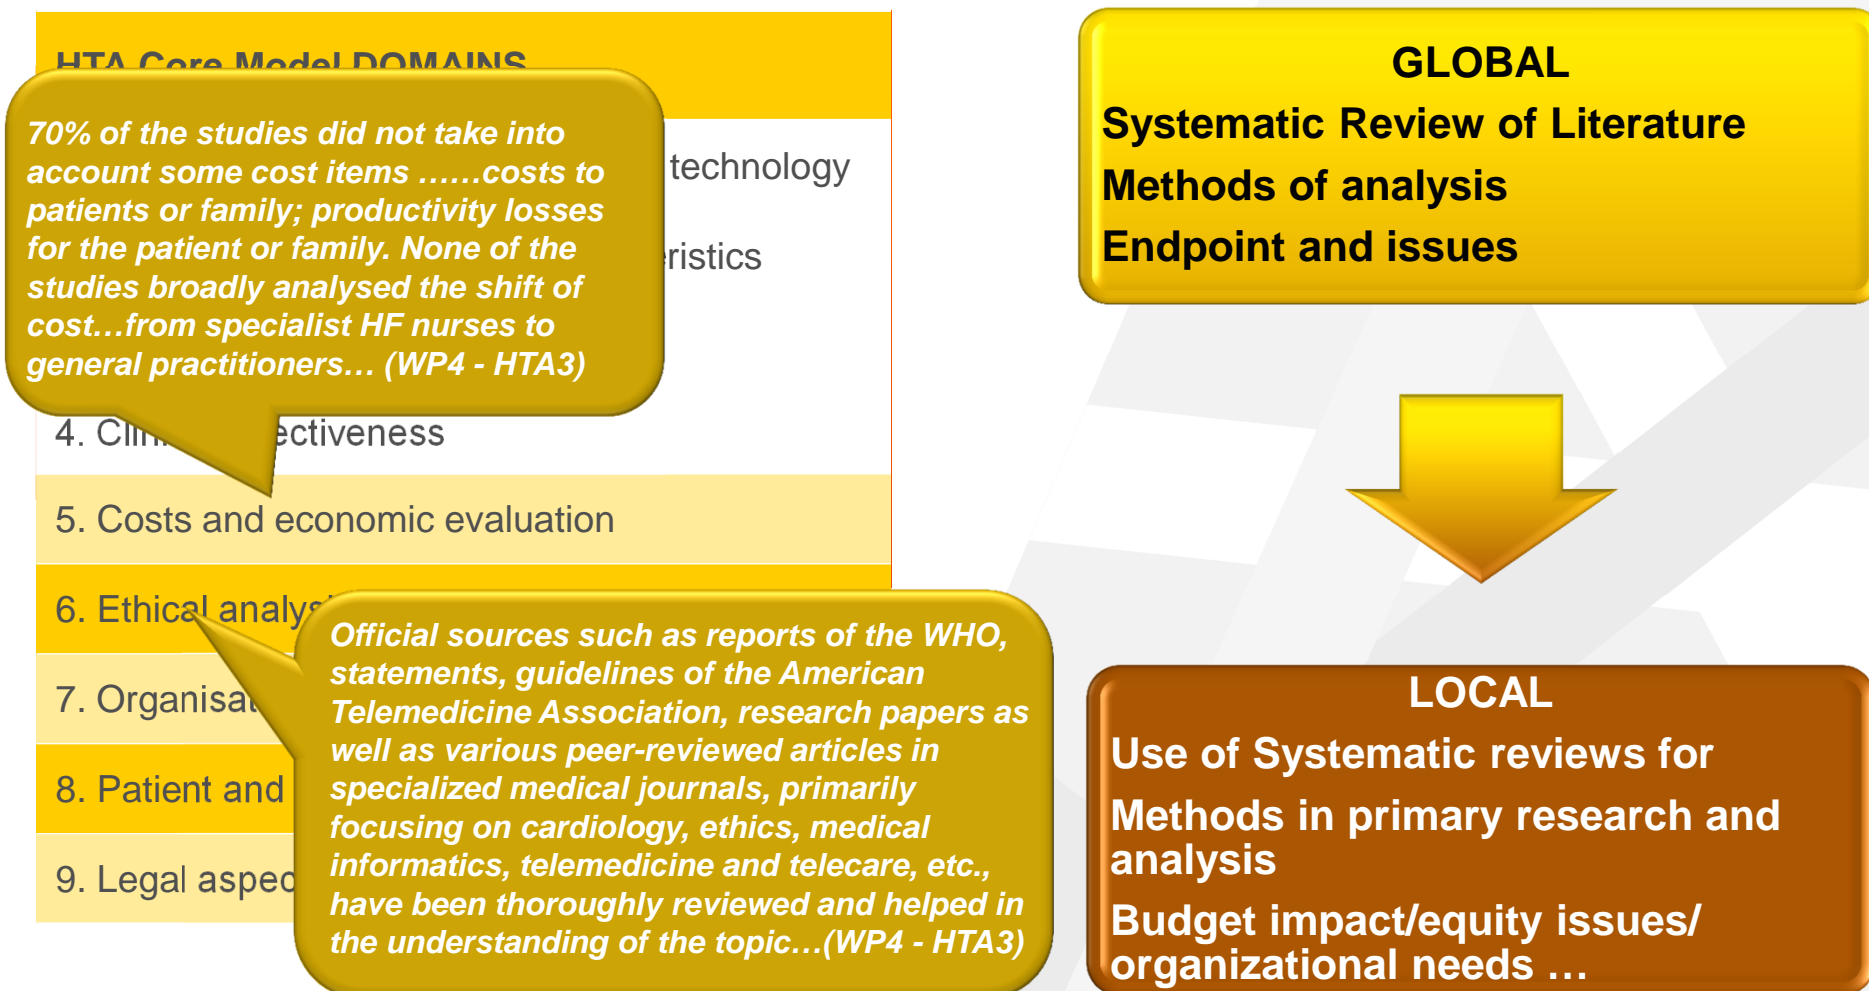 HTA Core Model DOMAINS
70% of the studies did not take into
account some cost items ……costs to
patients or family; productivity losses
for the patient or family. None of the
studies broadly analysed the shift of
cost…from specialist HF nurses to
general practitioners… (WP4 - HTA3)
technology
ristics
4. Clin ectiveness
5. Costs and economic evaluation
6. Ethical analys
7. Organisat
8. Patient and
9. Legal aspec
Official sources such as reports of the WHO,
statements, guidelines of the American
Telemedicine Association, research papers as
well as various peer-reviewed articles in
specialized medical journals, primarily
focusing on cardiology, ethics, medical
informatics, telemedicine and telecare, etc.,
have been thoroughly reviewed and helped in
the understanding of the topic…(WP4 - HTA3)
GLOBAL
Systematic Review of Literature
Methods of analysis
Endpoint and issues
LOCAL
Use of Systematic reviews for
Methods in primary research and
analysis
Budget impact/equity issues/
organizational needs …